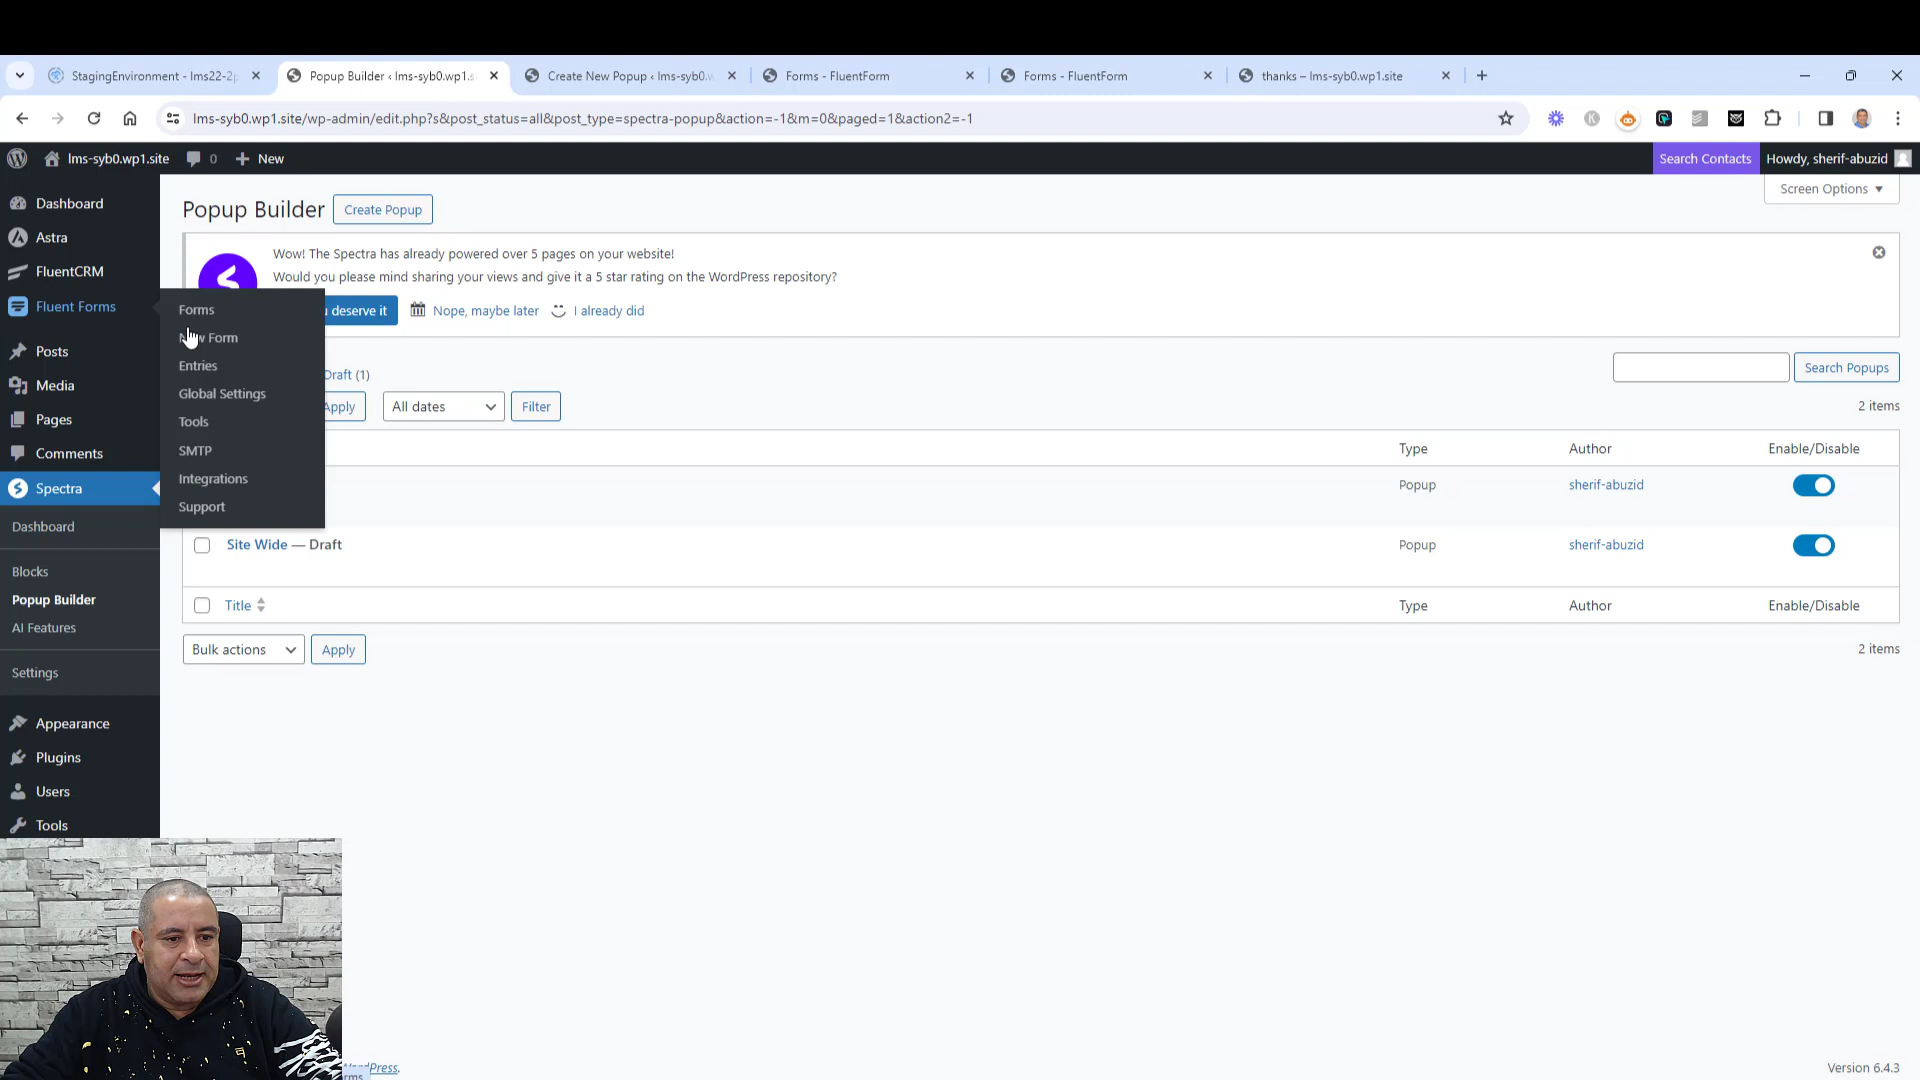 StagingEnvironment - lms22-2p
Popup Builder ‹ lms-syb0.wp1.s
Create New Popup ‹ lms-syb0.w
Forms - FluentForm
Forms - FluentForm
thanks – lms-syb0.wp1.site
lms-syb0.wp1.site/wp-admin/edit.php?s&post_status=all&post_type=spectra-popup&action=-1&m=0&paged=1&action2=-1
lms-syb0.wp1.site
0
New
Search Contacts
Howdy, sherif-abuzid
Dashboard
Astra
FluentCRM
Fluent Forms
Posts
Media
Pages
Comments
Spectra
Dashboard
Blocks
Popup Builder
AI Features
Settings
Appearance
Plugins
Users
Tools
Forms
New Form
Entries
Global Settings
Tools
SMTP
Integrations
Support
Popup Builder
Create Popup
Screen Options
Wow! The Spectra has already powered over 5 pages on your website!
Would you please mind sharing your views and give it a 5 star rating on the WordPress repository?
deserve it
Nope, maybe later
I already did
Draft (1)
Search Popups
Apply
All dates
Filter
2 items
Type
Author
Enable/Disable
Popup
sherif-abuzid
Site Wide — Draft
Popup
sherif-abuzid
Title
Type
Author
Enable/Disable
Bulk actions
Apply
2 items
Press.
Version 6.4.3